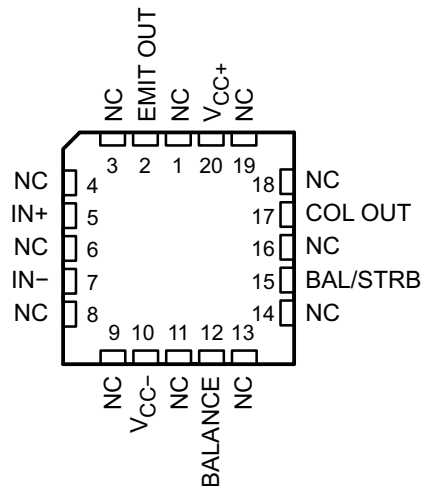 NC
EMIT OUT
NC
VCC+
NC
3 2 1 20 19
NC 4 18 NC
IN+ 5 17 COL OUT
NC 6 16 NC
IN− 7 15 BAL/STRB
NC 8 14 NC
9 10 11 12 13
NC
VCC−
NC
BALANCE
NC